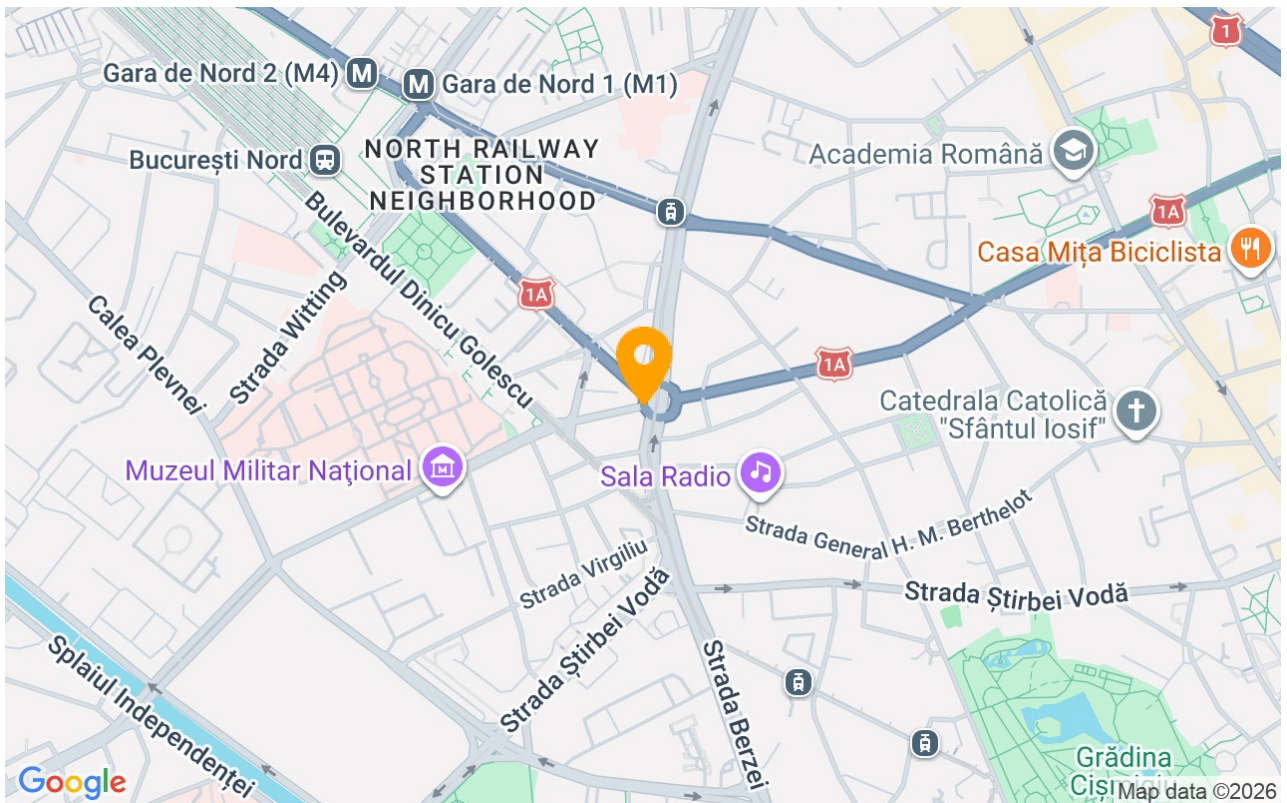 1
Gara de Nord 2 (M4)
M
M
Gara de Nord 1 (M1)
București Nord
NORTH RAILWAY
STATION
NEIGHBORHOOD
Academia Română
1A
Casa Mița Biciclista
Bulevardul Dinicu Golescu
Strada Witting
Calea Plevnei
1A
1A
Catedrala Catolică
"Sfântul Iosif"
Muzeul Militar Naţional
M
Sala Radio
Strada General H. M. Berthelot
Strada Virgiliu
Strada Știrbei Vodă
Strada Știrbei Vodă
Strada Berzei
Splaiul Independenței
Grădina
Google
Map data ©2026